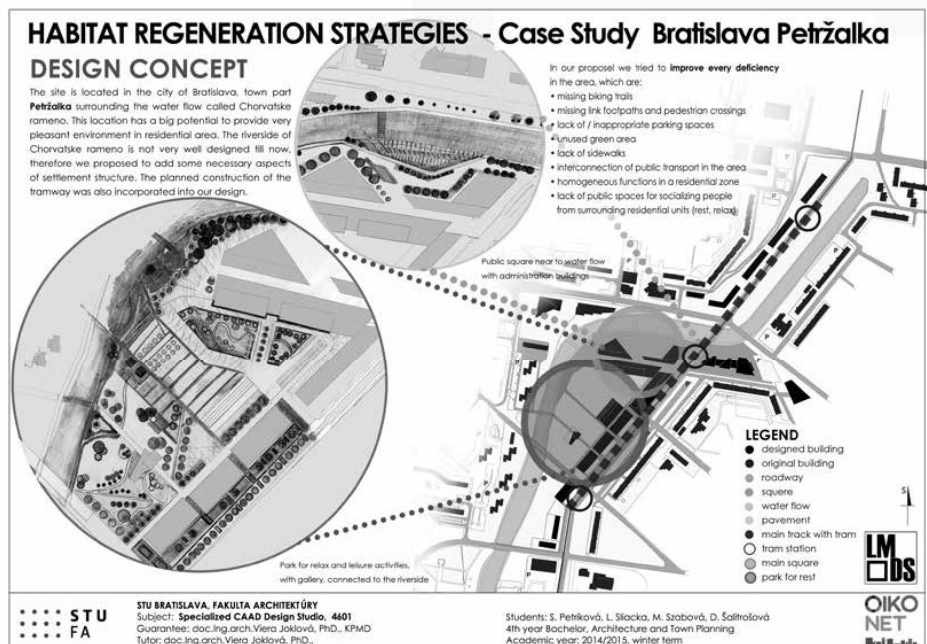 HABITAT REGENERATION STRATEGIES - Case Study Bratislava Petržalka
DESIGN CONCEPT
The site is located in the city of Bratislava, town part
Petržalka surrounding the water flow called Chorvatske
rameno. This location has a big potential to provide very
pleasant environment in residential area. The riverside of
Chorvatske rameno is not very well designed till now,
therefore we proposed to add some necessary aspects
of settlement structure. The planned construction of the
tramway was also incorporated into our design.
In our proposel we tried to improve every deficiency
in the area, which are:
• missing biking trails
• missing link footpaths and pedestrian crossings
• lack of / inappropriate parking spaces
• unused green area
• lack of sidewalks
• interconnection of public transport in the area
• homogeneous functions in a residential zone
• lack of public spaces for socializing people
from surrounding residential units (rest, relax)
Public square near to water flow
with administration buildings
LEGEND
designed building
original building
roadway
squere
water flow
pavement
main track with tram
tram station
main square
park for rest
S
Park for relax and leisure activities,
with gallery, connected to the riverside
LM
DS
STU
FA
STU BRATISLAVA, FAKULTA ARCHITEKTÚRY
Subject: Specialized CAAD Design Studio, 4601
Guarantee: doc.Ing.arch.Viera Joklová, PhD., KPMD
Tutor: doc.Ing.arch.Viera Joklová, PhD.,
Students: S. Petríková, L. Sliacka, M. Szabová, D. Šalitrošová
4th year Bachelor, Architecture and Town Planning
Academic year: 2014/2015, winter term
OIKO
NET